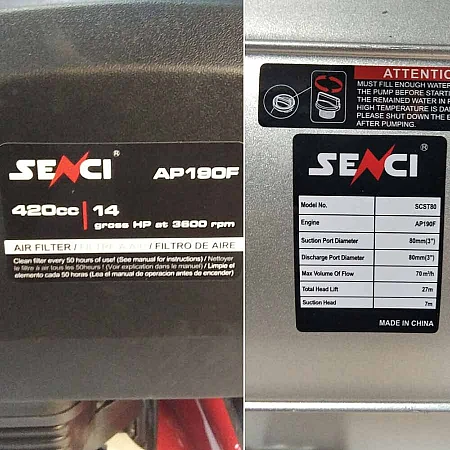 SENCI® AP190F
420cc 14
gross HP at 3600 rpm
AIR FILTER / FILTRE À AIR / FILTRO DE AIRE
Clean filter every 50 hours of use! (See manual for instructions) / Nettoyer
le filtre à air tous les 50heures ! (Voir explication dans le manuel) / Limpie el
elemento cada 50 horas (Lea el manual de operacion antes de encender)
ATTENTIO
MUST FILL ENOUGH WATER
THE PUMP BEFORE STARTI
THE REMAINED WATER IN
HIGH TEMPERATURE IS DA
PLEASE SHUT DOWN THE E
AFTER PUMPING.
SENCI®
Model No. SCST80
Engine AP190F
Suction Port Diameter 80mm(3")
Discharge Port Diameter 80mm(3")
Max Volume Of Flow 70m³/h
Total Head Lift 27m
Suction Head 7m
MADE IN CHINA